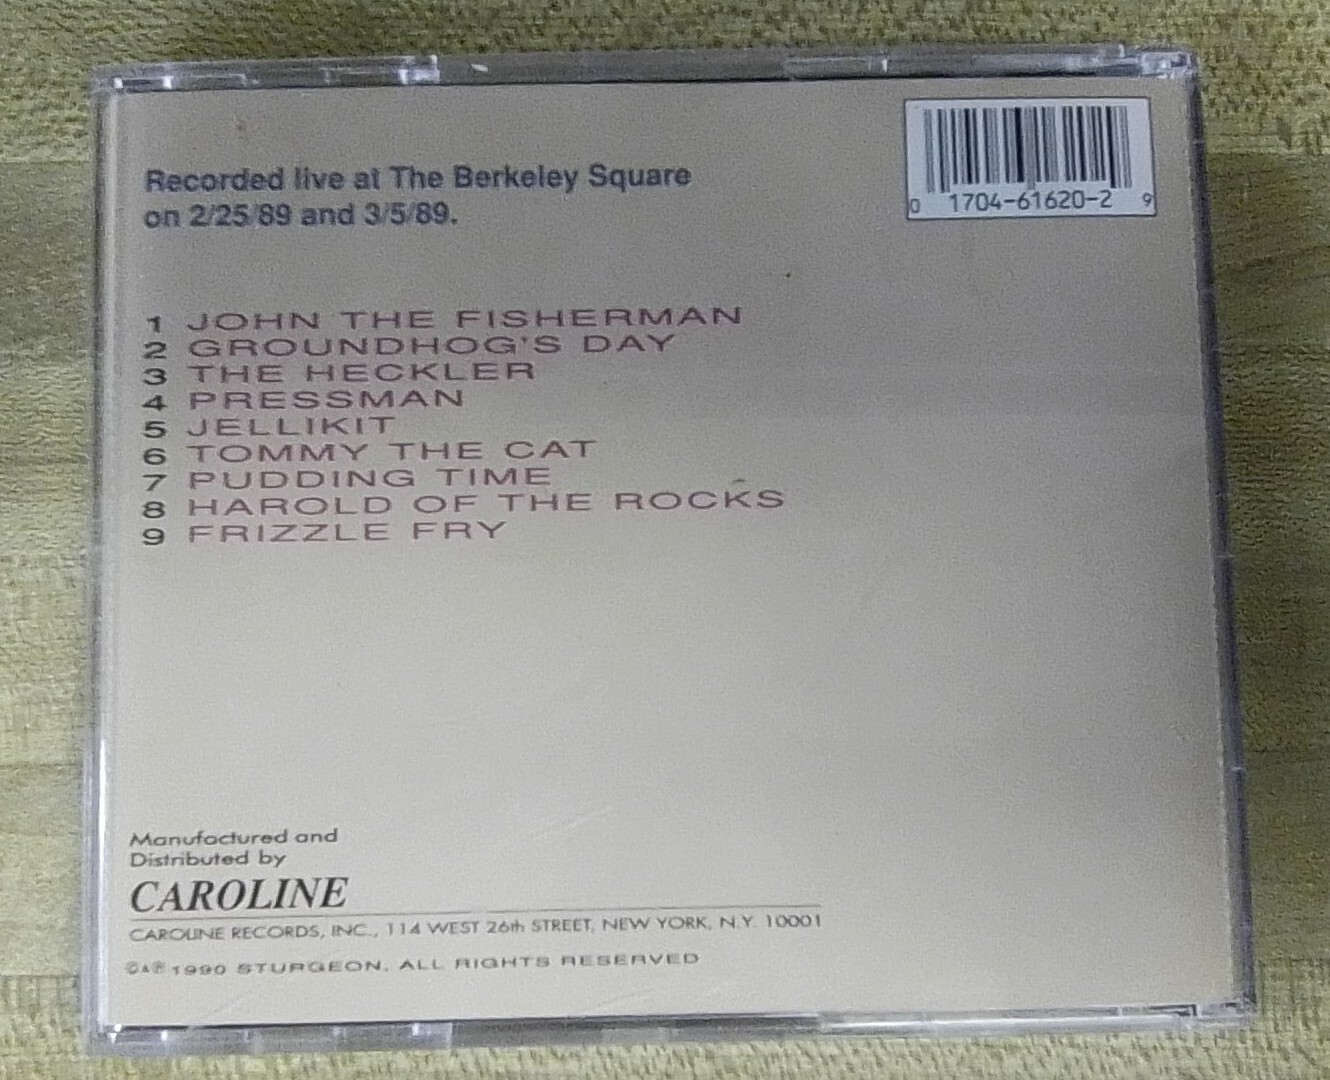 Recorded live at The Berkeley Square
on 2/25/89 and 3/5/89.
0 1704-61620-2 9
1 JOHN THE FISHERMAN
2 GROUNDHOG'S DAY
3 THE HECKLER
4 PRESSMAN
5 JELLIKIT
6 TOMMY THE CAT
7 PUDDING TIME
8 HAROLD OF THE ROCKS
9 FRIZZLE FRY
Manufactured and
Distributed by
CAROLINE
CAROLINE RECORDS, INC., 114 WEST 26th STREET, NEW YORK, N.Y. 10001
©&℗ 1990 STURGEON. ALL RIGHTS RESERVED